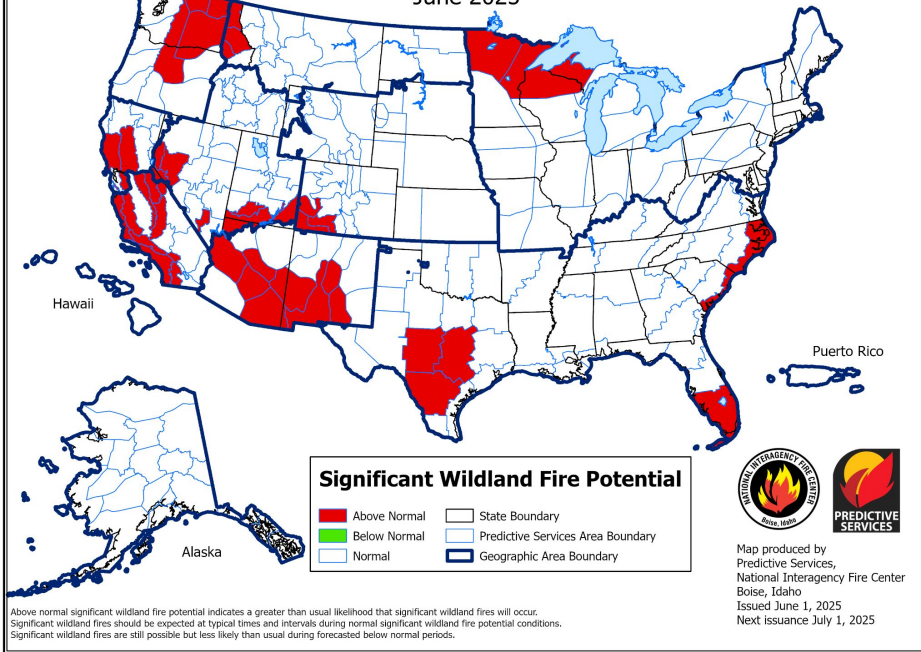 June 2025
Hawaii
Puerto Rico
Alaska
Significant Wildland Fire Potential
Above Normal
Below Normal
Normal
State Boundary
Predictive Services Area Boundary
Geographic Area Boundary
NATIONAL INTERAGENCY FIRE CENTER
Boise, Idaho
PREDICTIVE
SERVICES
Map produced by
Predictive Services,
National Interagency Fire Center
Boise, Idaho
Issued June 1, 2025
Next issuance July 1, 2025
Above normal significant wildland fire potential indicates a greater than usual likelihood that significant wildland fires will occur.
Significant wildland fires should be expected at typical times and intervals during normal significant wildland fire potential conditions.
Significant wildland fires are still possible but less likely than usual during forecasted below normal periods.